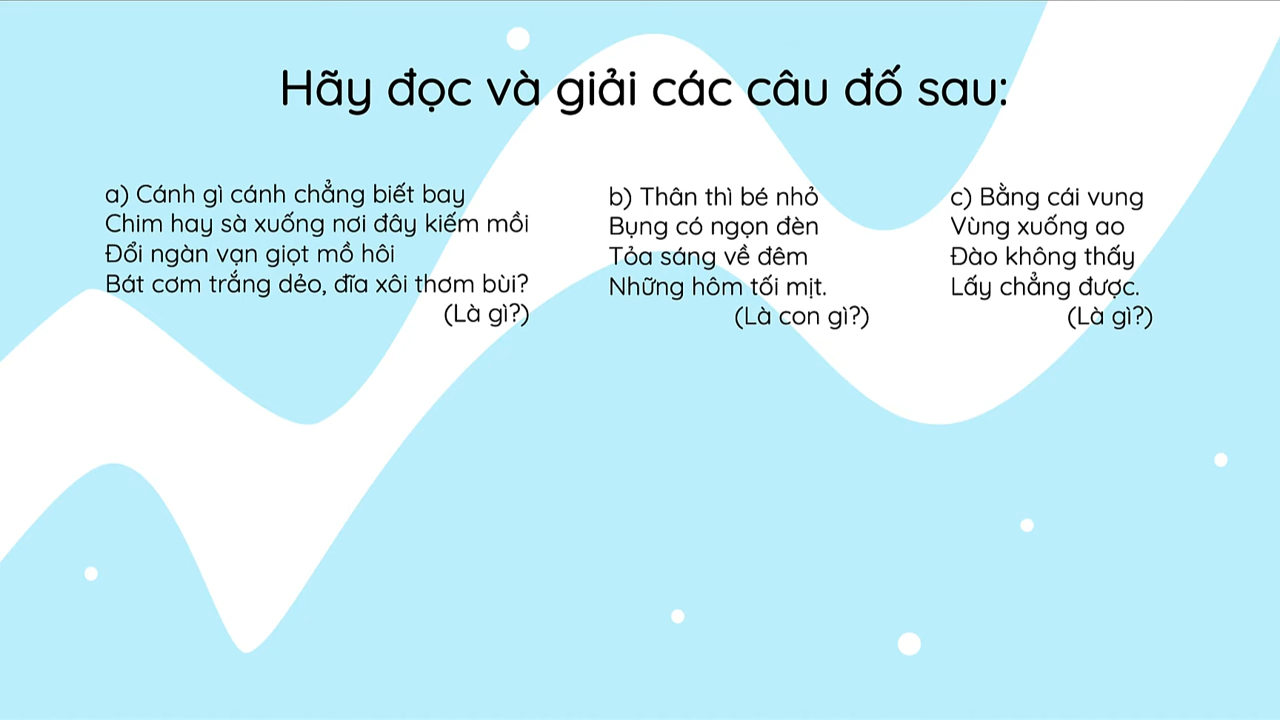 Hãy đọc và giải các câu đố sau:
a) Cánh gì cánh chẳng biết bay
Chim hay sà xuống nơi đây kiếm mồi
Đổi ngàn vạn giọt mồ hôi
Bát cơm trắng dẻo, đĩa xôi thơm bùi?
(Là gì?)
b) Thân thì bé nhỏ
Bụng có ngọn đèn
Tỏa sáng về đêm
Những hôm tối mịt.
(Là con gì?)
c) Bằng cái vung
Vùng xuống ao
Đào không thấy
Lấy chẳng được.
(Là gì?)